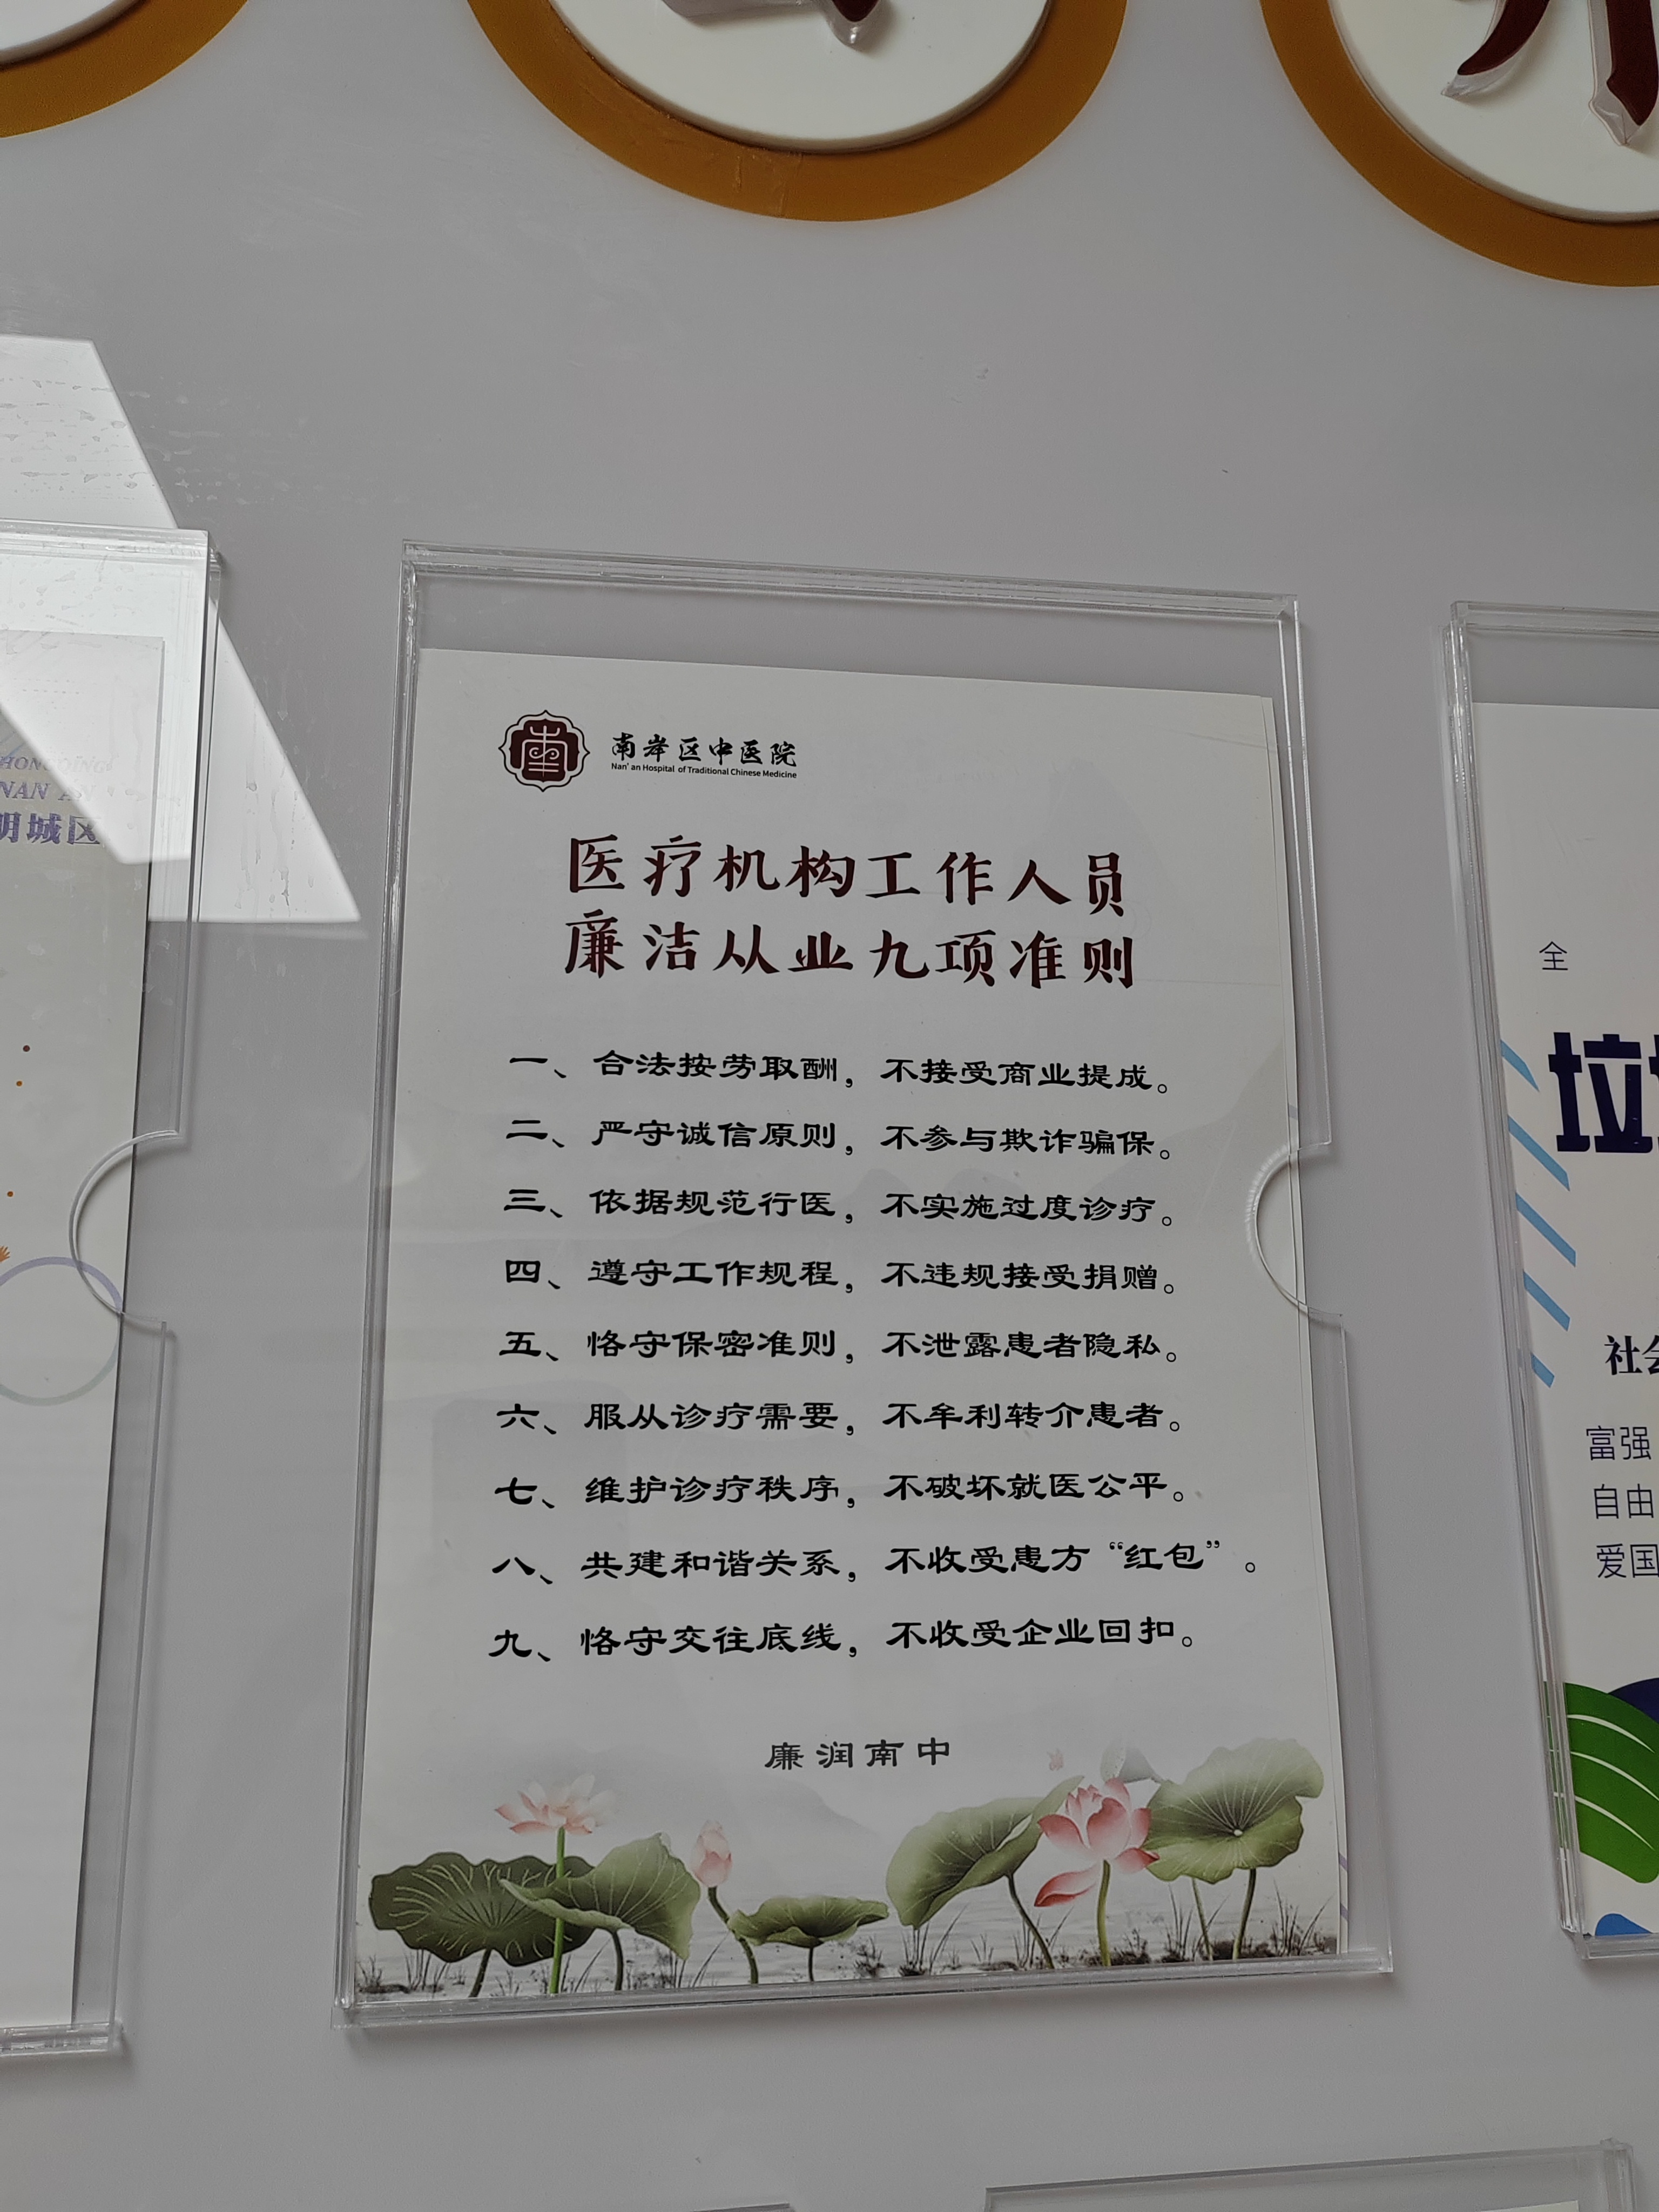 南岸区中医院
Nan'an Hospital of Traditional Chinese Medicine
医疗机构工作人员
廉洁从业九项准则
一、合法按劳取酬，不接受商业提成。
二、严守诚信原则，不参与欺诈骗保。
三、依据规范行医，不实施过度诊疗。
四、遵守工作规程，不违规接受捐赠。
五、恪守保密准则，不泄露患者隐私。
六、服从诊疗需要，不牟利转介患者。
七、维护诊疗秩序，不破坏就医公平。
八、共建和谐关系，不收受患方“红包”。
九、恪守交往底线，不收受企业回扣。
廉润南中
HONGQING
NAN AN
明城区
全
垃
社会
富强
自由
爱国